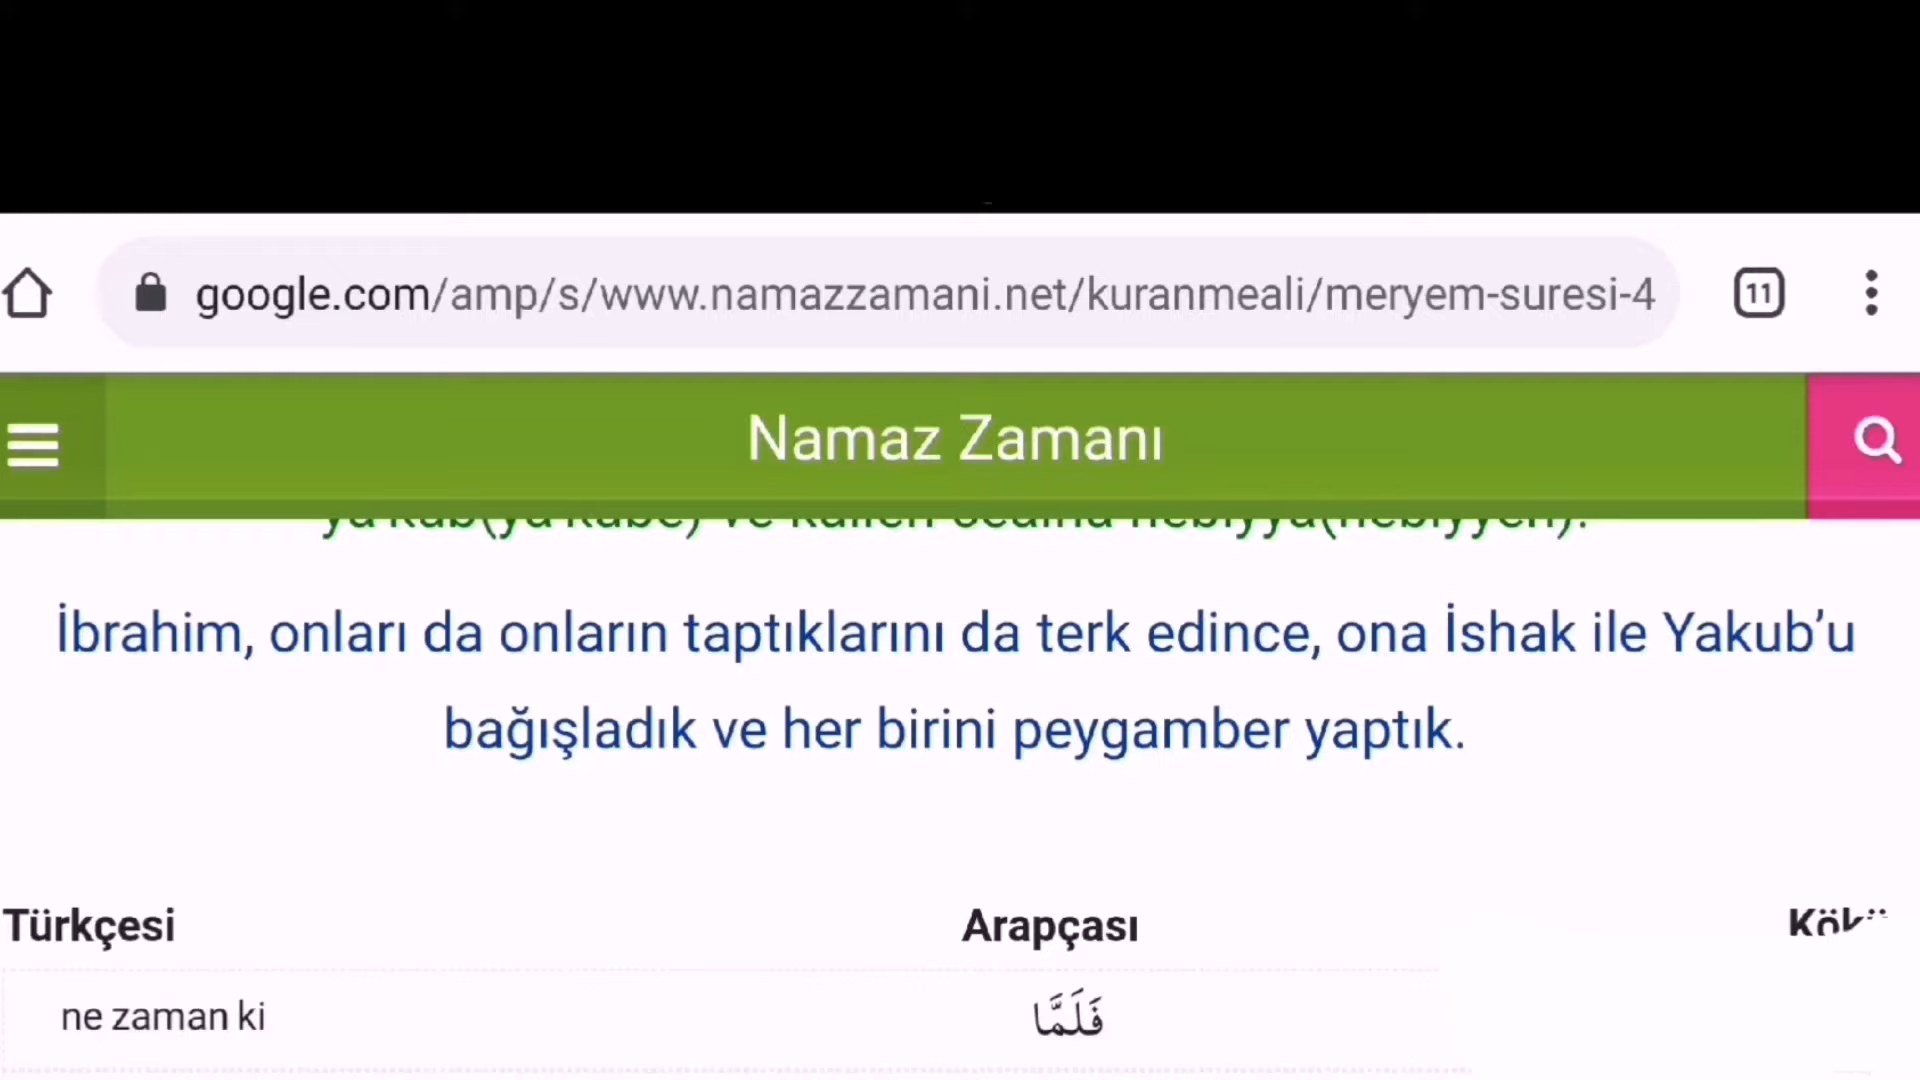 google.com/amp/s/www.namazzamani.net/kuranmeali/meryem-suresi-4
11
Namaz Zamanı
İbrahim, onları da onların taptıklarını da terk edince, ona İshak ile Yakub’u
bağışladık ve her birini peygamber yaptık.
Türkçesi Arapçası
ne zaman ki فَلَمَّا